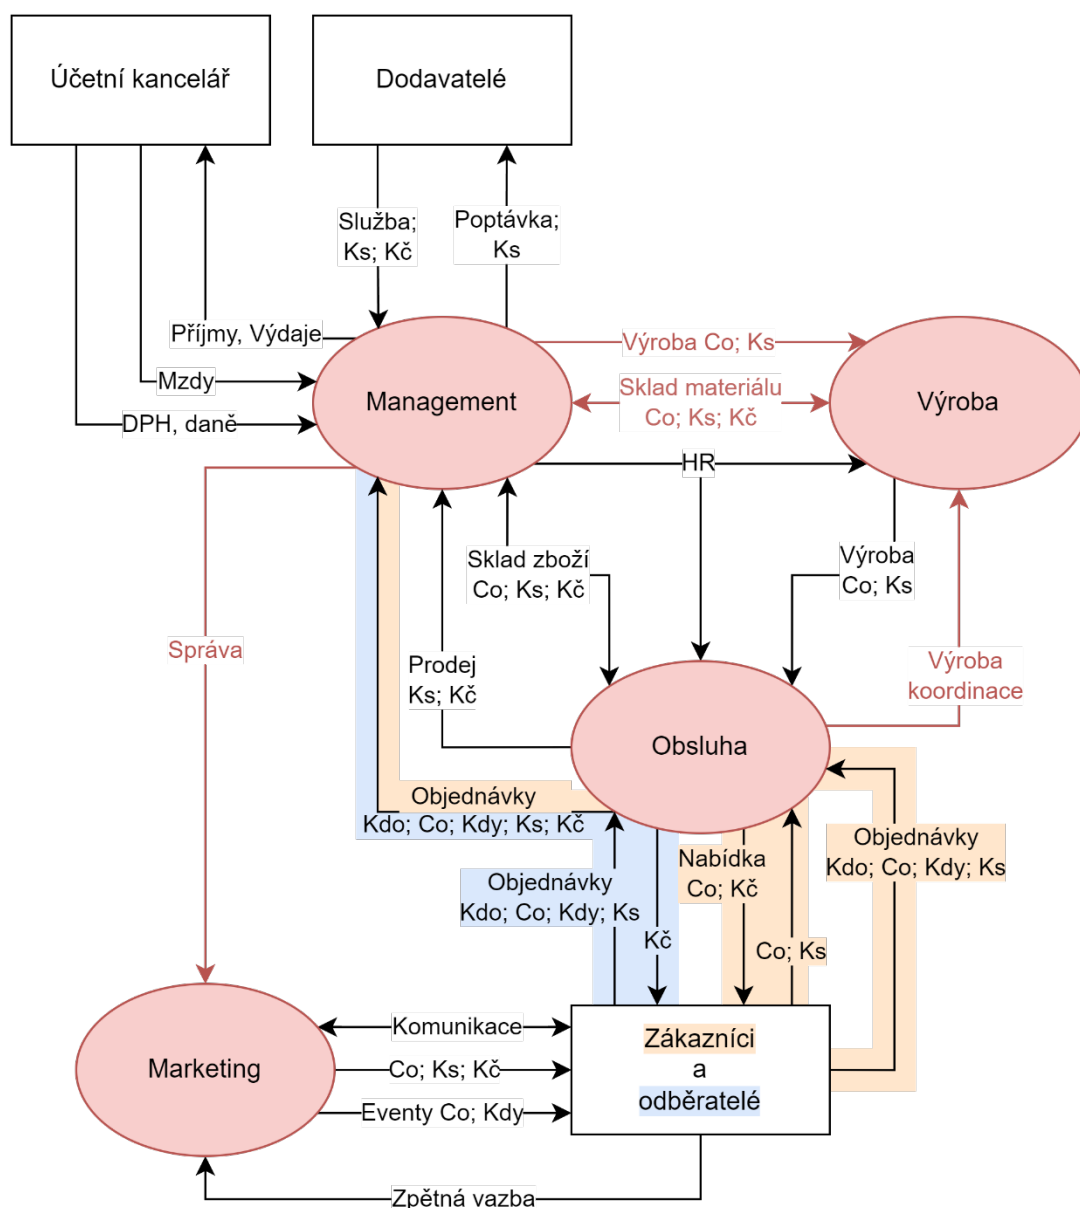 Účetní kancelář
Dodavatelé
Služba;
Ks; Kč
Poptávka;
Ks
Příjmy, Výdaje
Výroba Co; Ks
Mzdy
Management
Sklad materiálu
Co; Ks; Kč
Výroba
DPH, daně
HR
Sklad zboží
Co; Ks; Kč
Výroba
Co; Ks
Správa
Prodej
Ks; Kč
Výroba
koordinace
Obsluha
Objednávky
Kdo; Co; Kdy; Ks; Kč
Objednávky
Kdo; Co; Kdy; Ks
Nabídka
Co; Kč
Objednávky
Kdo; Co; Kdy; Ks
Kč
Co; Ks
Komunikace
Marketing
Co; Ks; Kč
Eventy Co; Kdy
Zákazníci
a
odběratelé
Zpětná vazba